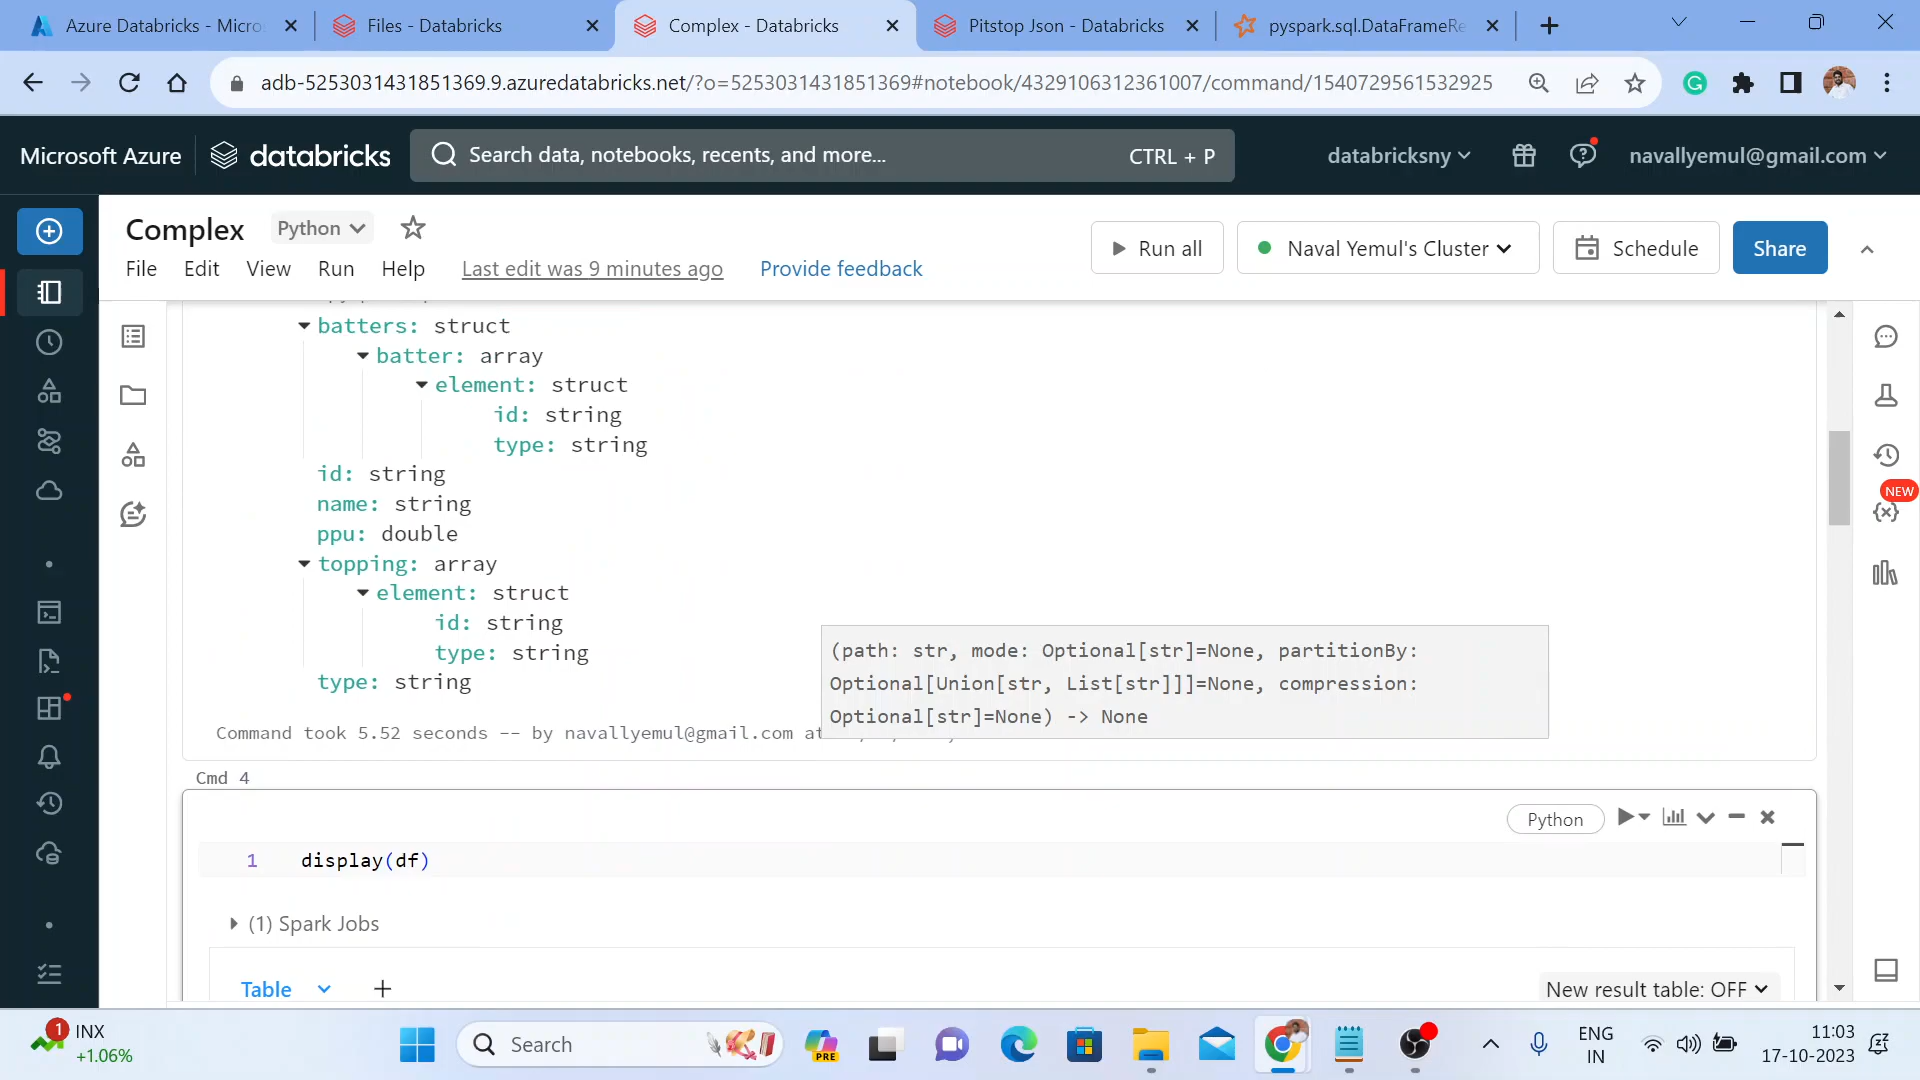 Azure Databricks - Micro
Files - Databricks
Complex - Databricks
Pitstop Json - Databricks
pyspark.sql.DataFrameRe
adb-5253031431851369.9.azuredatabricks.net/?o=5253031431851369#notebook/4329106312361007/command/1540729561532925
Microsoft Azure
databricks
Search data, notebooks, recents, and more...
CTRL + P
databricksny
navallyemul@gmail.com
Complex
Python
Run all
Naval Yemul's Cluster
Schedule
Share
File
Edit
View
Run
Help
Last edit was 9 minutes ago
Provide feedback
batters: struct
batter: array
element: struct
id: string
type: string
id: string
name: string
ppu: double
topping: array
element: struct
id: string
type: string
type: string
NEW
(path: str, mode: Optional[str]=None, partitionBy:
Optional[Union[str, List[str]]]=None, compression:
Optional[str]=None) -> None
Command took 5.52 seconds -- by navallyemul@gmail.com at
Cmd 4
Python
1 display(df)
(1) Spark Jobs
Table
New result table: OFF
1
INX
+1.06%
Search
PRE
ENG
IN
11:03
17-10-2023